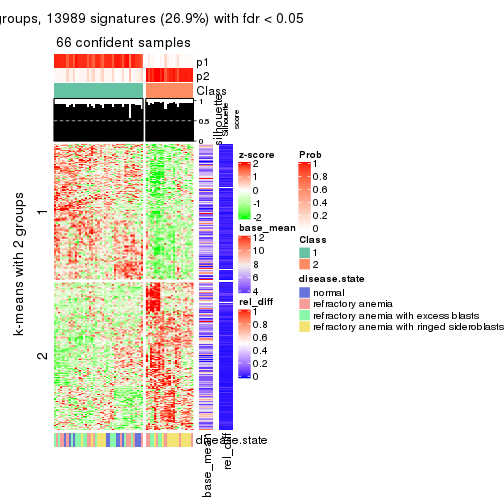 groups, 13989 signatures (26.9%) with fdr < 0.05
66 confident samples
p1
p2
Class
1
0.5
0
silhouette
Silhouette
score
k-means with 2 groups
1
2
z-score
2
1
0
-1
-2
base_mean
12
10
8
6
4
rel_diff
1
0.8
0.6
0.4
0.2
0
Prob
1
0.8
0.6
0.4
0.2
0
Class
1
2
disease.state
normal
refractory anemia
refractory anemia with excess blasts
refractory anemia with ringed sideroblasts
disease.state
base_mean
rel_diff